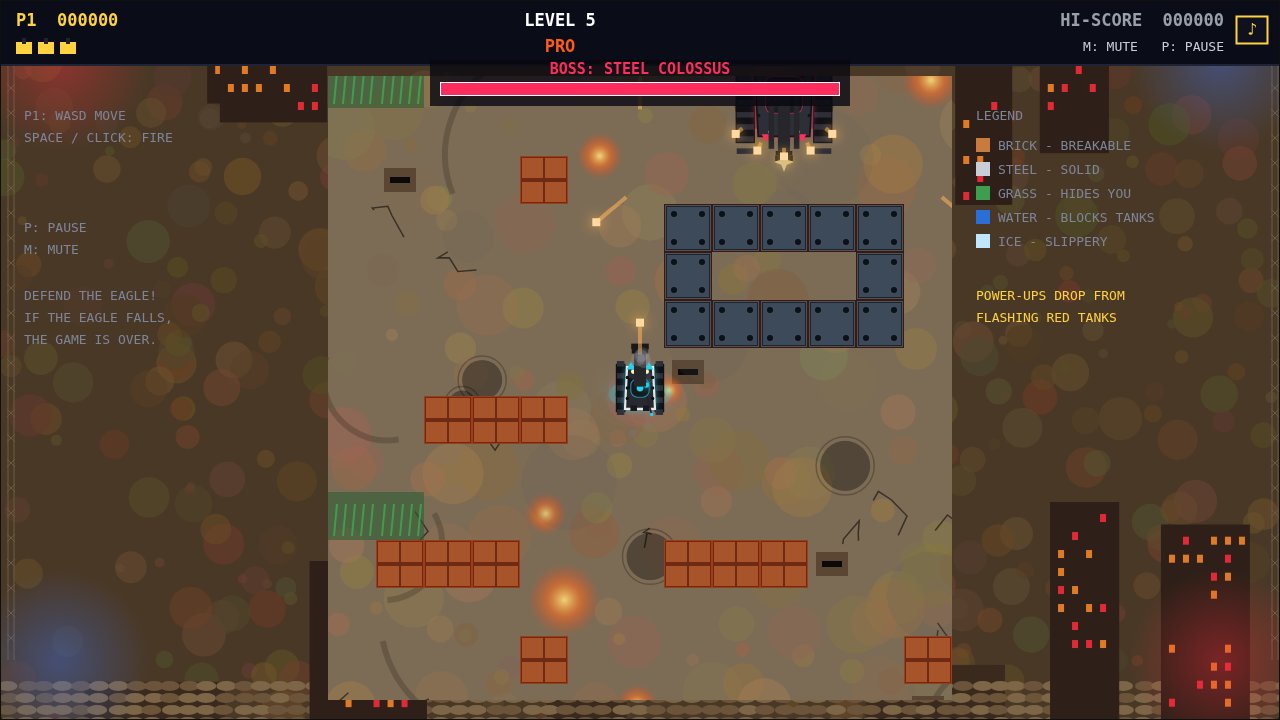 P1  000000
LEVEL 5
HI-SCORE  000000
♪
PRO
M: MUTE   P: PAUSE
BOSS: STEEL COLOSSUS
P1: WASD MOVE
SPACE / CLICK: FIRE
P: PAUSE
M: MUTE
DEFEND THE EAGLE!
IF THE EAGLE FALLS,
THE GAME IS OVER.
LEGEND
BRICK - BREAKABLE
STEEL - SOLID
GRASS - HIDES YOU
WATER - BLOCKS TANKS
ICE - SLIPPERY
POWER-UPS DROP FROM
FLASHING RED TANKS